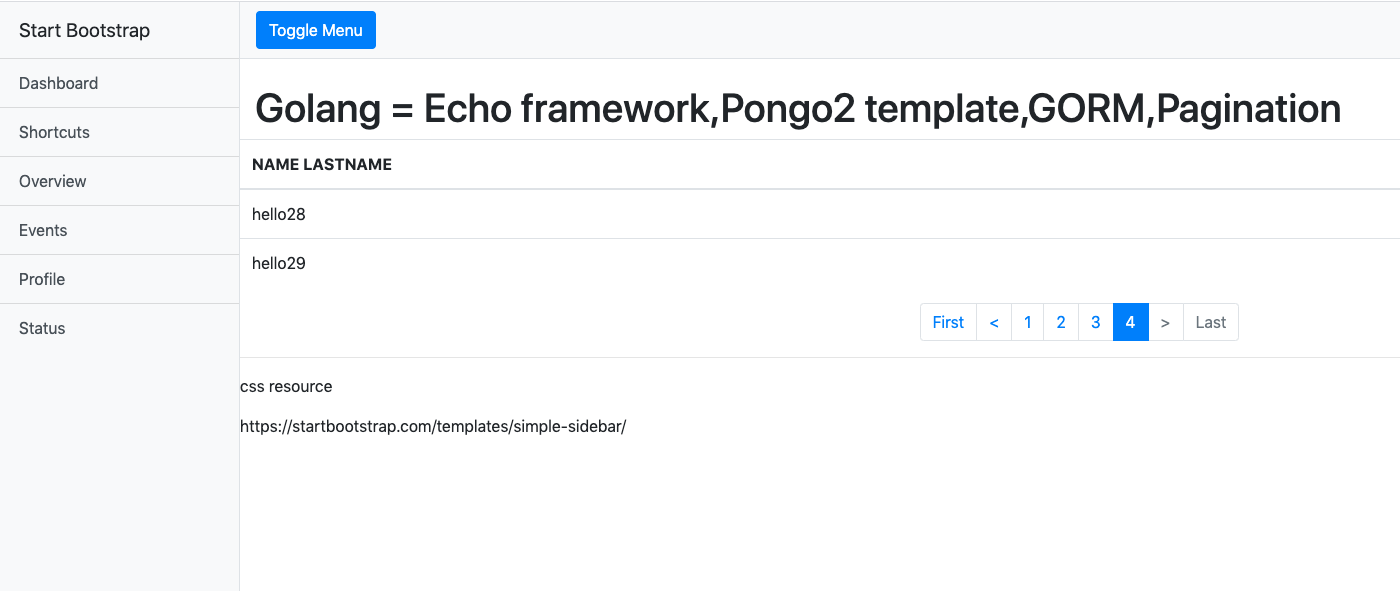 Start Bootstrap
Toggle Menu
Dashboard
Shortcuts
Overview
Events
Profile
Status
Golang = Echo framework,Pongo2 template,GORM,Pagination
NAME LASTNAME
hello28
hello29
First < 1 2 3 4 > Last
css resource
https://startbootstrap.com/templates/simple-sidebar/